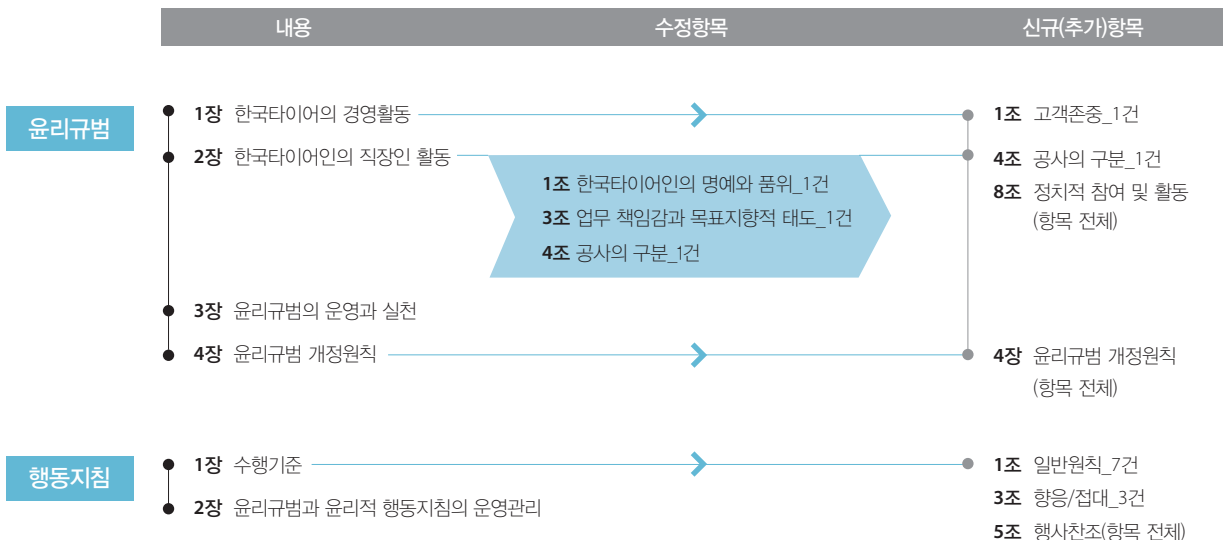 내용 수정항목 신규(추가)항목
윤리규범
1장 한국타이어의 경영활동
1조 고객존중_1건
2장 한국타이어인의 직장인 활동
1조 한국타이어인의 명예와 품위_1건
3조 업무 책임감과 목표지향적 태도_1건
4조 공사의 구분_1건
4조 공사의 구분_1건
8조 정치적 참여 및 활동
(항목 전체)
3장 윤리규범의 운영과 실천
4장 윤리규범 개정원칙
4장 윤리규범 개정원칙
(항목 전체)
행동지침
1장 수행기준
1조 일반원칙_7건
2장 윤리규범과 윤리적 행동지침의 운영관리
3조 향응/접대_3건
5조 행사찬조(항목 전체)